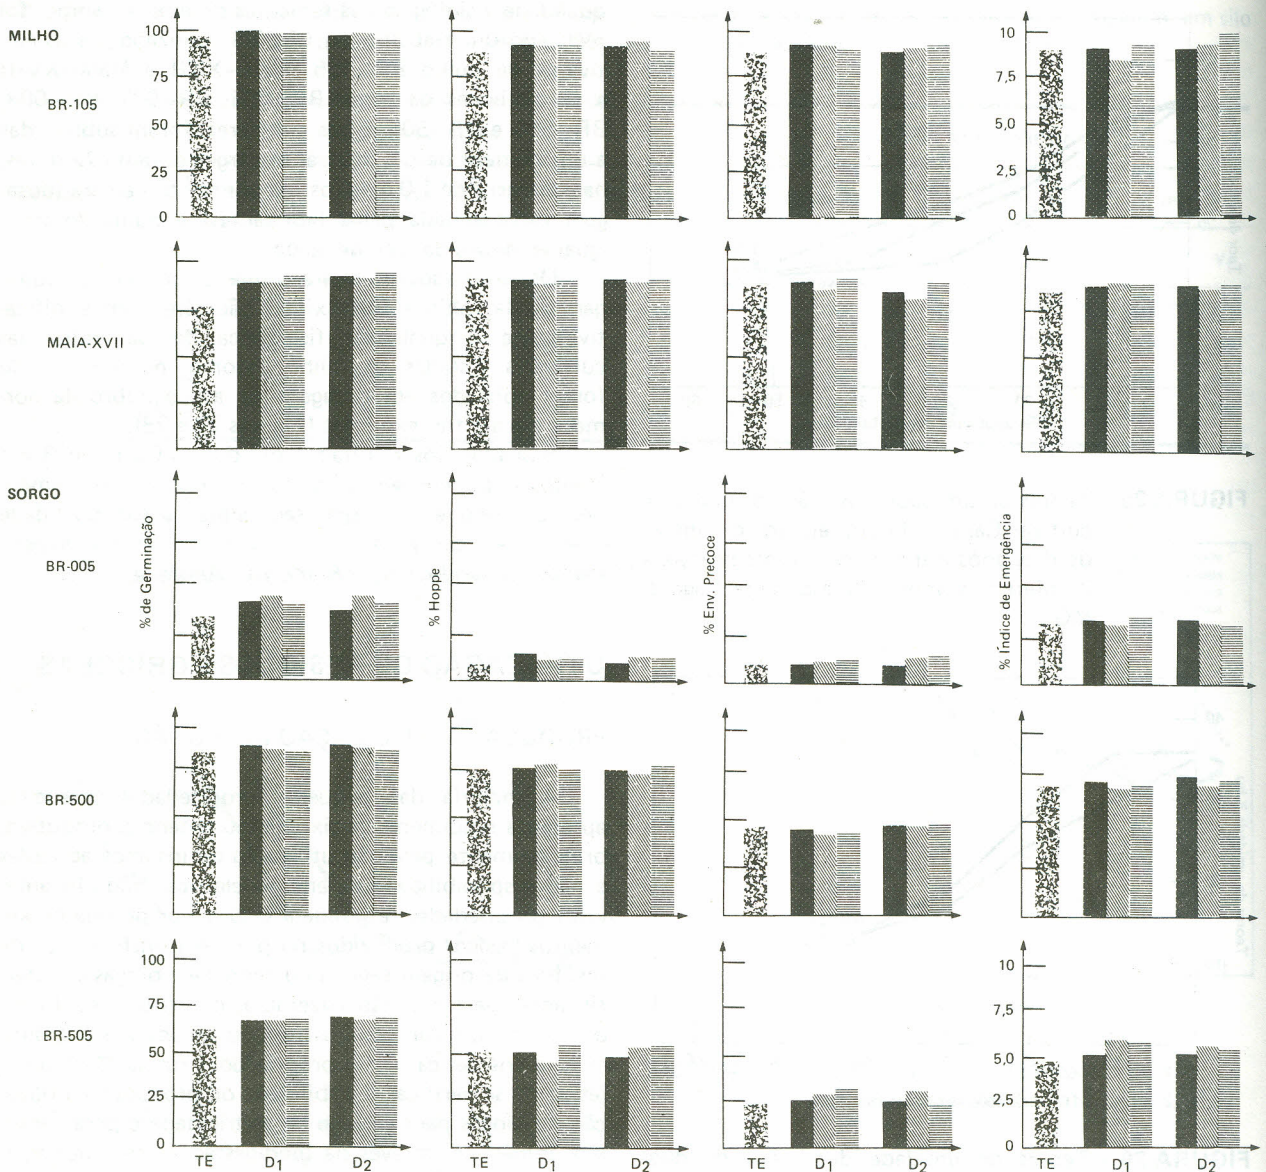 MILHO
BR-105
100
75
50
25
0
10
7,5
5,0
2,5
0
MAIA-XVII
SORGO
BR-005
% de Germinação
% Hoppe
% Env. Precoce
% Índice de Emergência
BR-500
BR-505
100
75
50
25
0
10
7,5
5,0
2,5
0
TE D1 D2
TE D1 D2
TE D1 D2
TE D1 D2